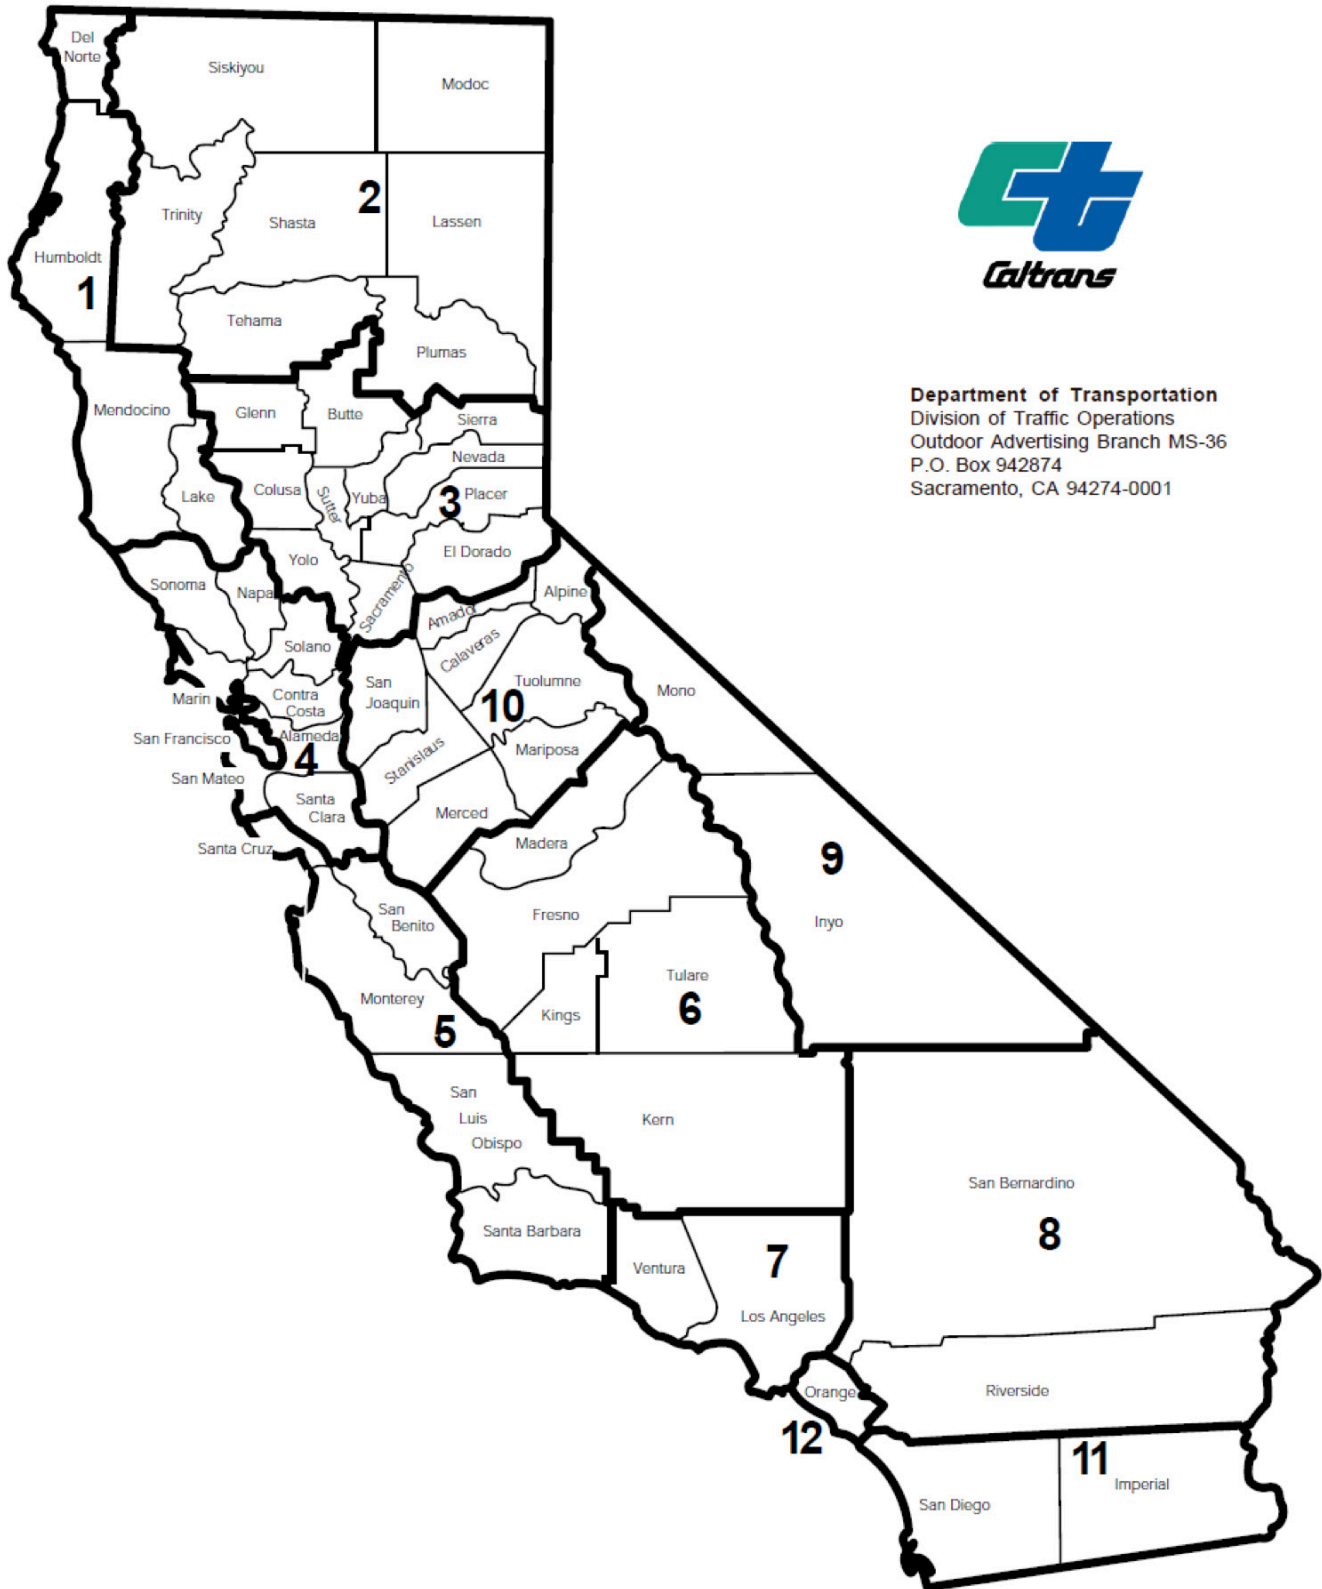 Del
Norte
Siskiyou
Modoc
Trinity
Shasta
2
Lassen
Humboldt
1
Tehama
Plumas
Mendocino
Glenn
Butte
Sierra
Nevada
Lake
Colusa
Sutter
Yuba
Placer
3
El Dorado
Yolo
Sonoma
Napa
Sacramento
Alpine
Amador
Solano
Calaveras
Marin
Contra
Costa
San
Joaquin
Tuolumne
10
Mono
San Francisco
Alameda
4
Stanislaus
Mariposa
San Mateo
Santa
Clara
Merced
Madera
Santa Cruz
9
San
Benito
Fresno
Inyo
Monterey
5
Kings
Tulare
6
San
Luis
Obispo
Kern
San Bernardino
8
Santa Barbara
Ventura
7
Los Angeles
Orange
12
Riverside
11
San Diego
Imperial
Caltrans
Department of Transportation
Division of Traffic Operations
Outdoor Advertising Branch MS-36
P.O. Box 942874
Sacramento, CA 94274-0001